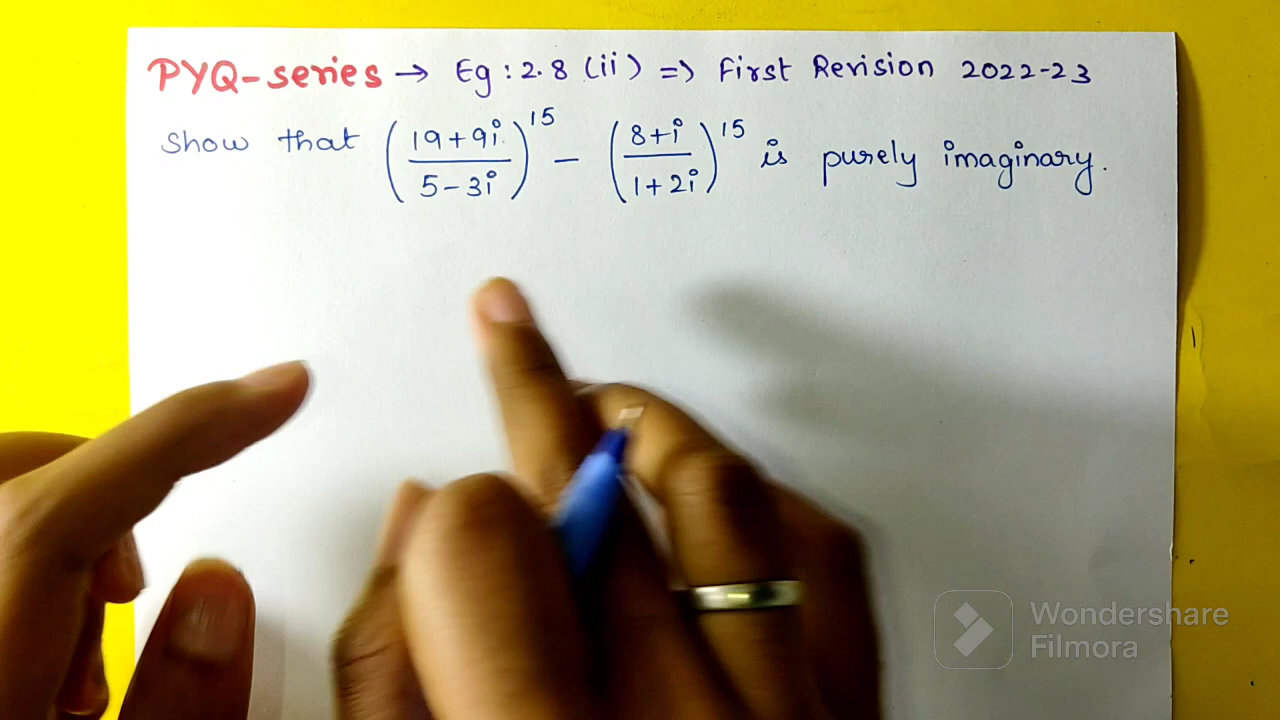 PYQ-series → Eg : 2.8 (ii) => First Revision 2022-23
Show that ((19+9i)/(5-3i))^15 - ((8+i)/(1+2i))^15 is purely imaginary.
Wondershare
Filmora